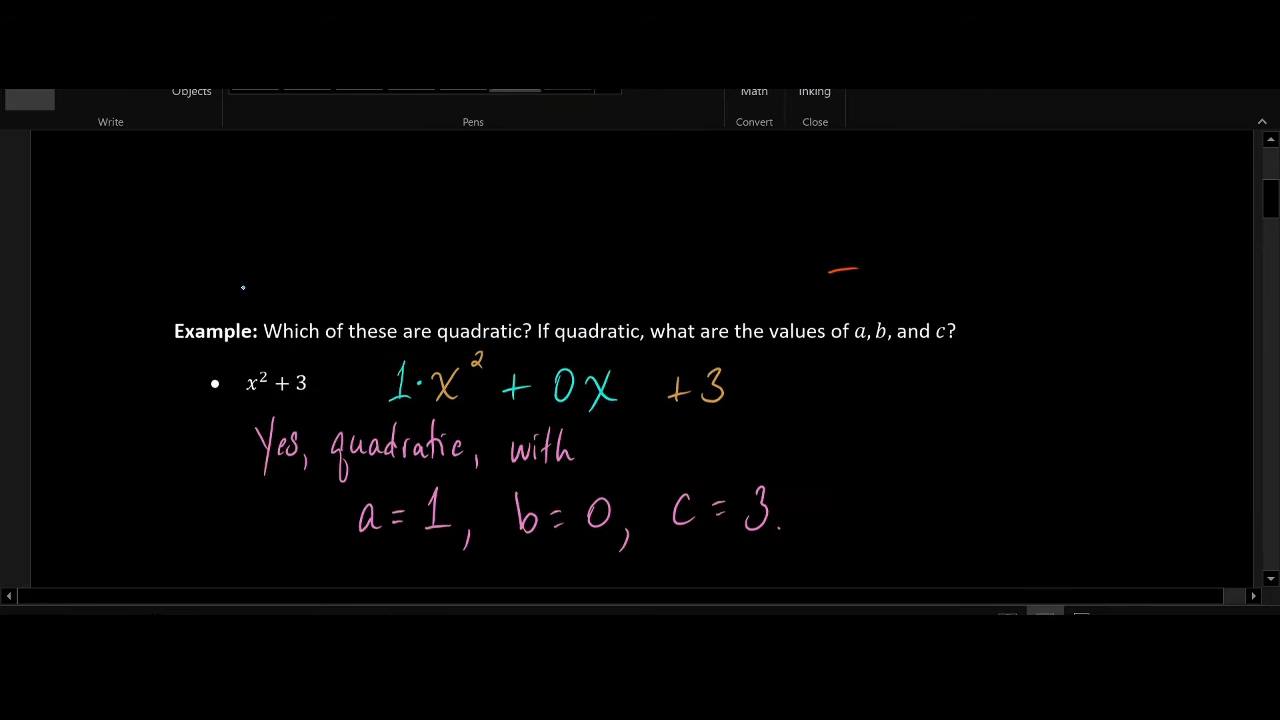 Objects
Math
Inking
Write
Pens
Convert
Close
Example: Which of these are quadratic? If quadratic, what are the values of a, b, and c?
• x² + 3 1·x² + 0x + 3
Yes, quadratic, with
a = 1, b = 0, c = 3.